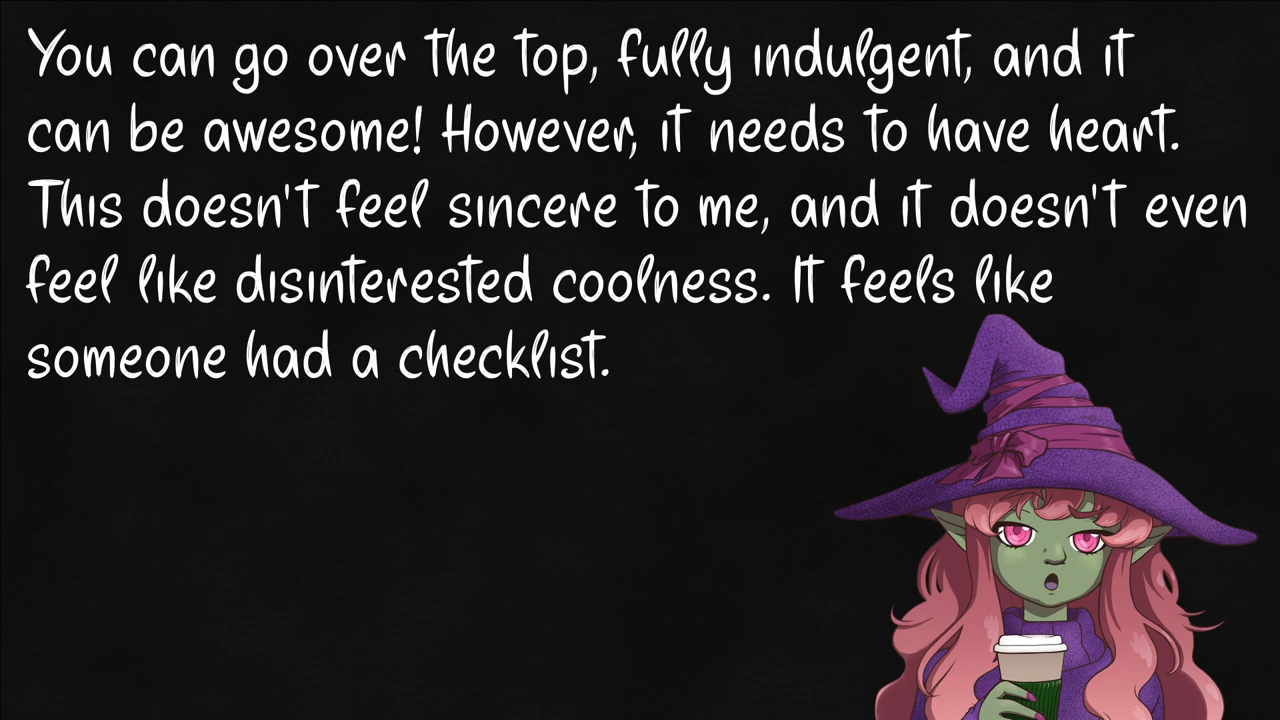 You can go over the top, fully indulgent, and it
can be awesome! However, it needs to have heart.
This doesn't feel sincere to me, and it doesn't even
feel like disinterested coolness. It feels like
someone had a checklist.